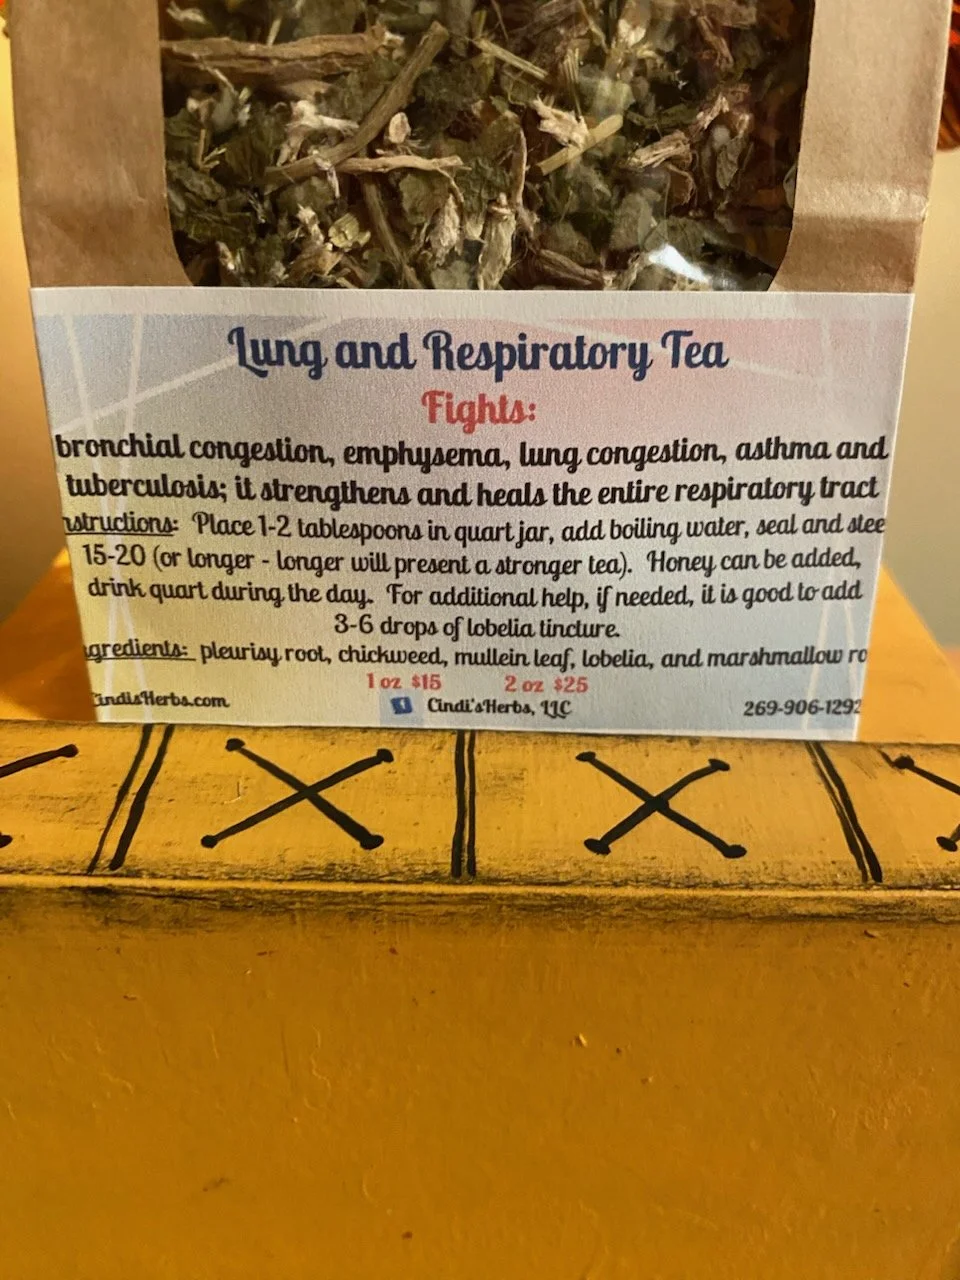 Lung and Respiratory Tea
Fights:
bronchial congestion, emphysema, lung congestion, asthma and
tuberculosis; it strengthens and heals the entire respiratory tract
nstructions: Place 1-2 tablespoons in quart jar, add boiling water, seal and stee
15-20 (or longer - longer will present a stronger tea). Honey can be added,
drink quart during the day. For additional help, if needed, it is good to add
3-6 drops of lobelia tincture.
gredients: pleurisy root, chickweed, mullein leaf, lobelia, and marshmallow ro
1 oz $15 2 oz $25
CindisHerbs.com f Cindi'sHerbs, LLC 269-906-1292